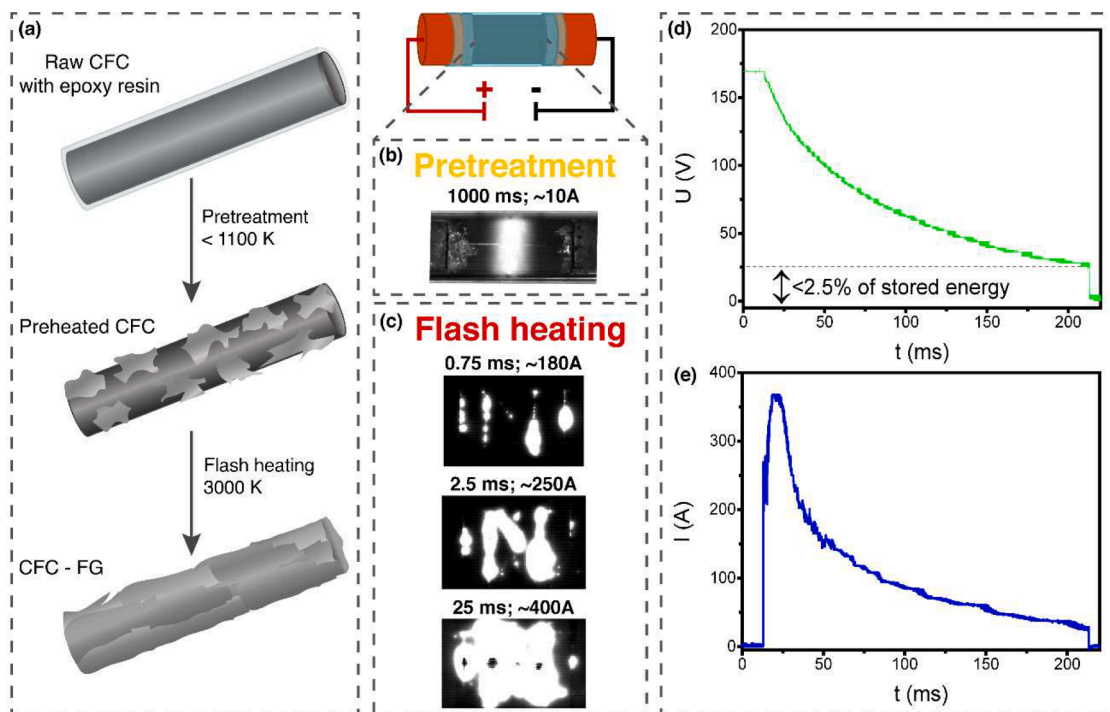 (a)
Raw CFC
with epoxy resin
Pretreatment
< 1100 K
Preheated CFC
Flash heating
3000 K
CFC - FG
+
-
(b)
Pretreatment
1000 ms; ~10A
(c)
Flash heating
0.75 ms; ~180A
2.5 ms; ~250A
25 ms; ~400A
(d)
200
150
100
50
0
U (V)
<2.5% of stored energy
0
50
100
150
200
t (ms)
(e)
400
300
200
100
0
I (A)
0
50
100
150
200
t (ms)